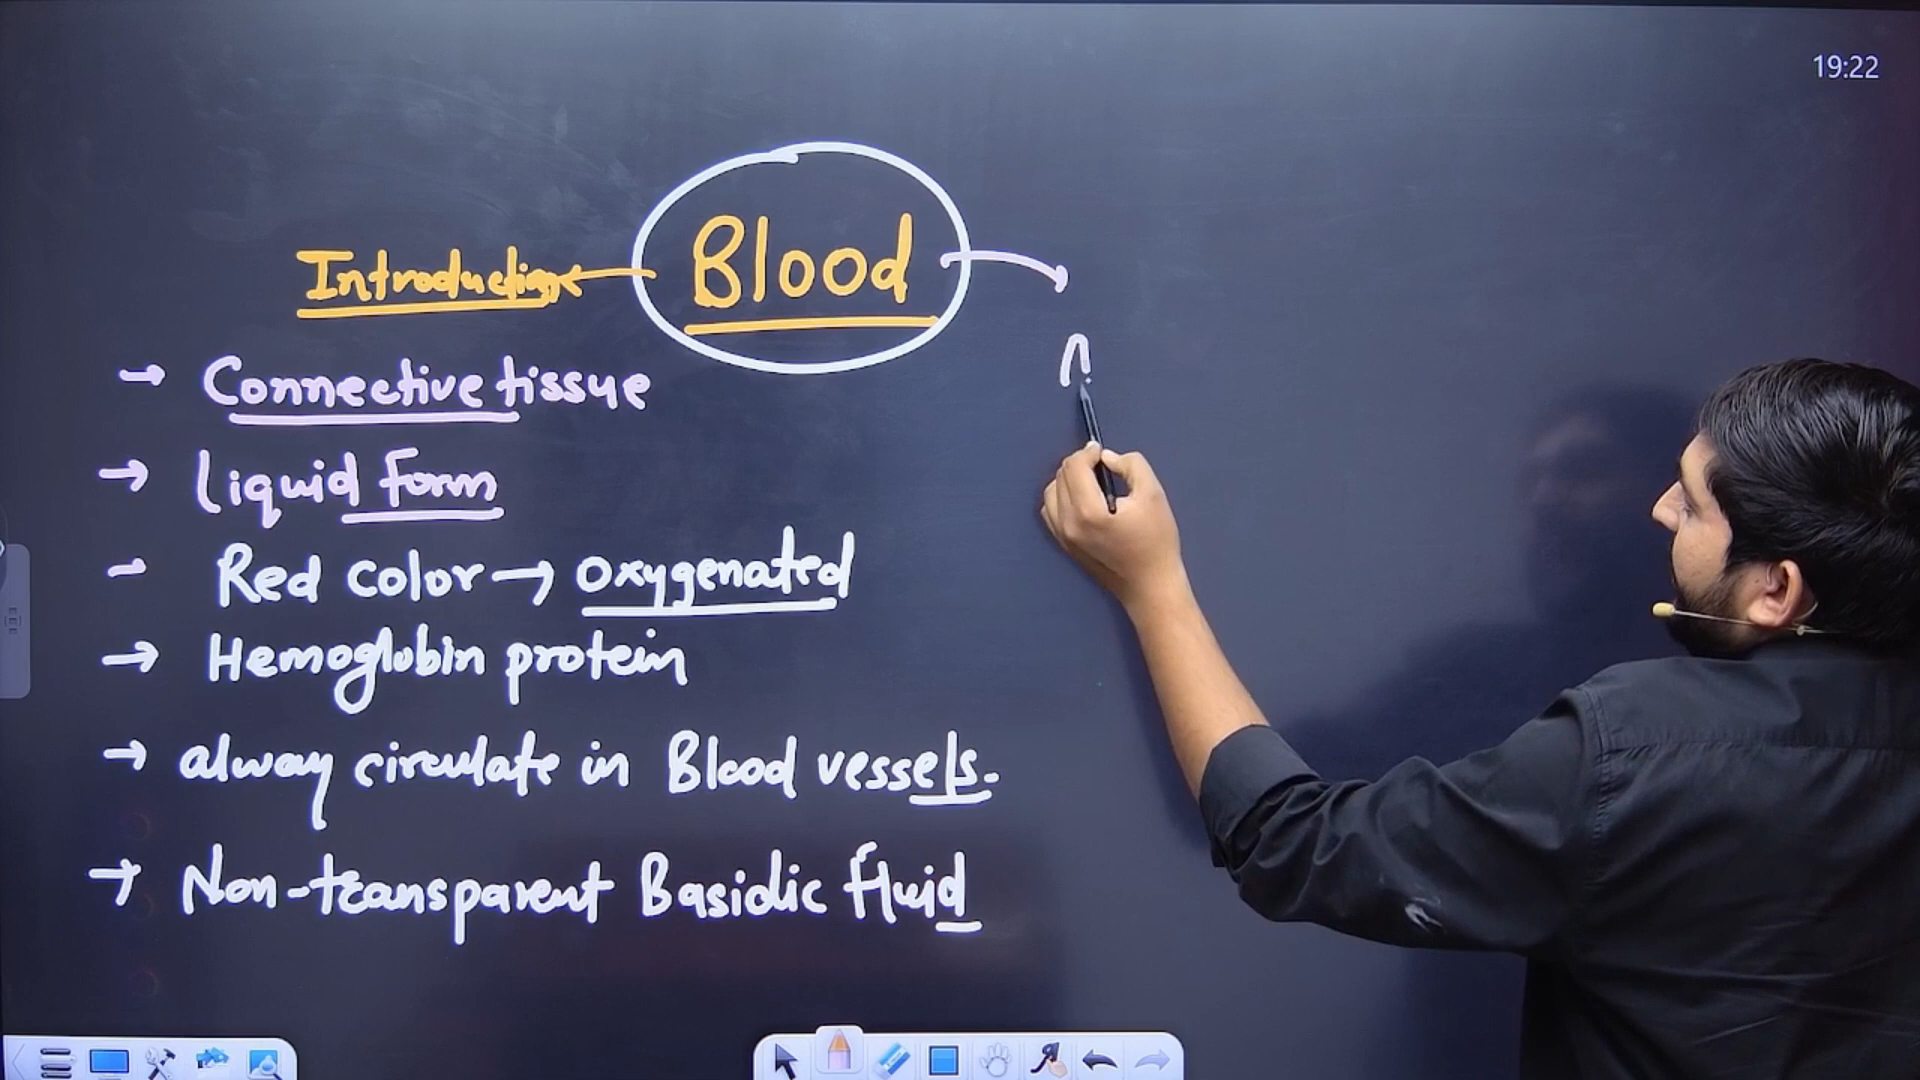 19:22
Blood
Introduction
→ Connective tissue
→ liquid form
- Red color → oxygenated
→ Hemoglobin protein
→ alway circulate in Blood vessels.
→ Non-transparent Basidic fluid